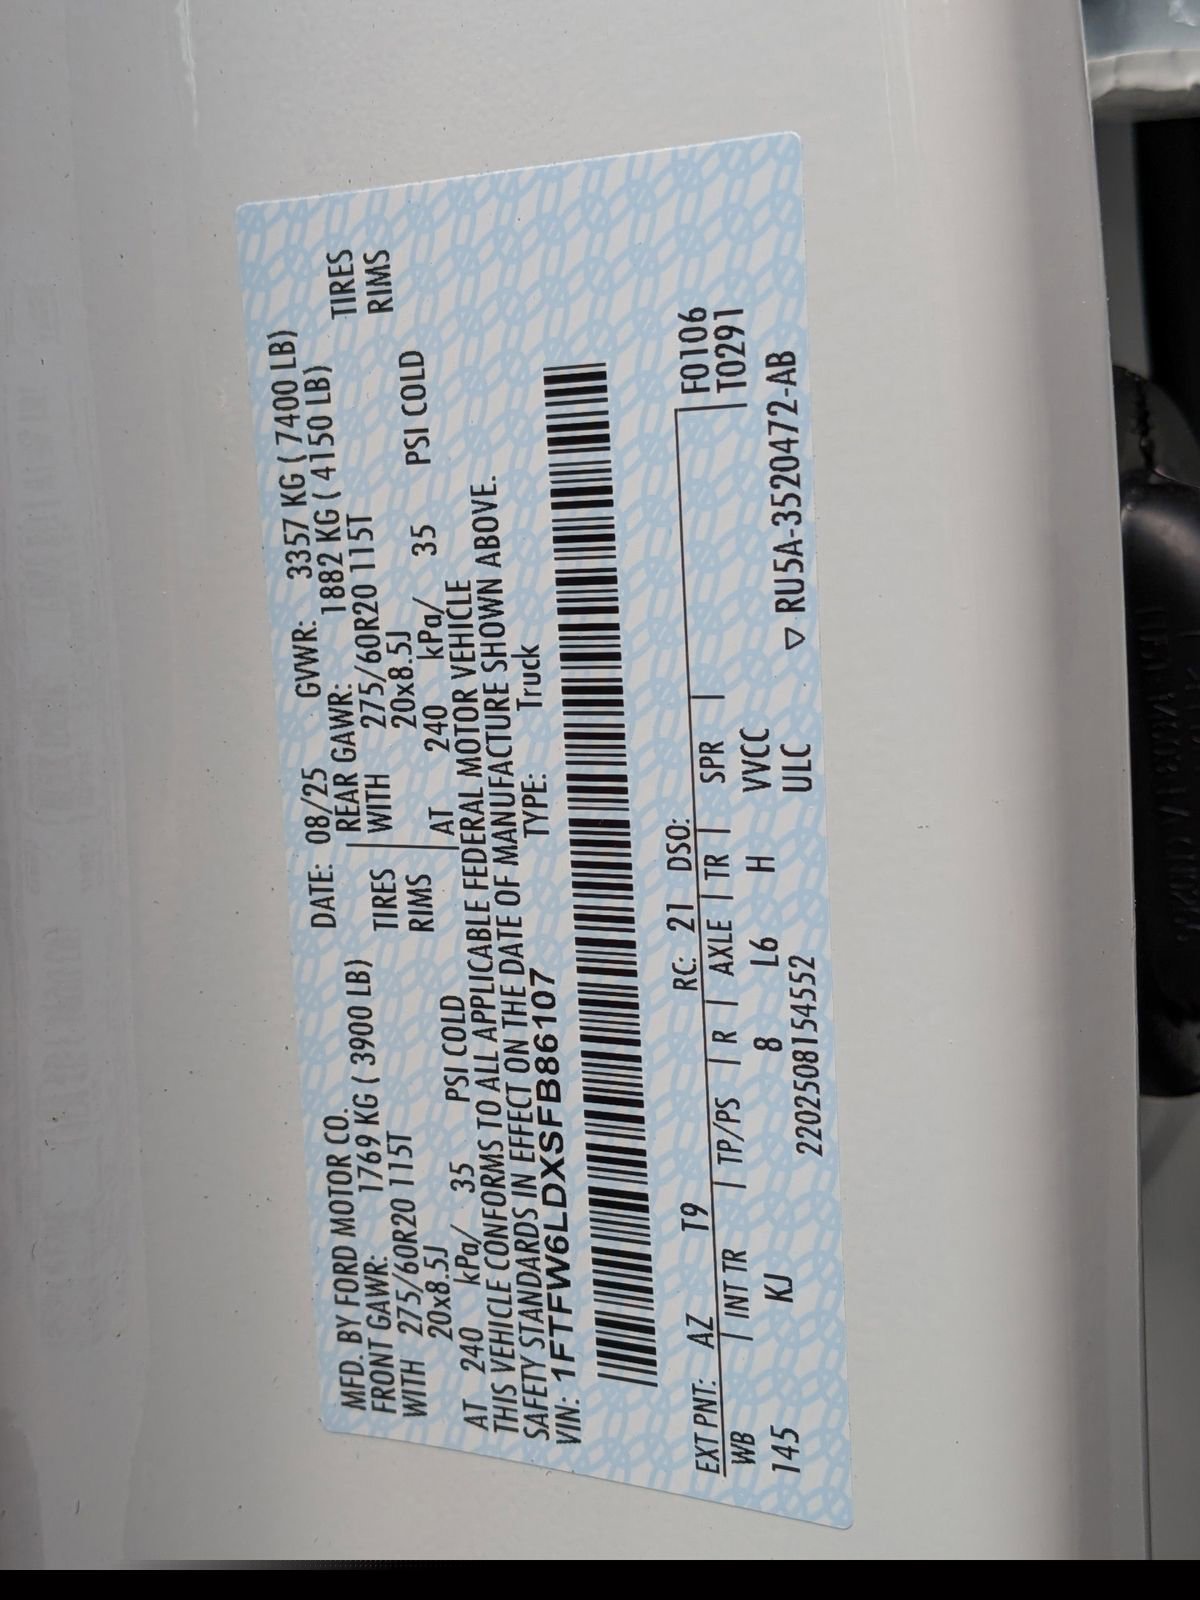 MFD. BY FORD MOTOR CO. DATE: 08/25 GVWR: 3357 KG ( 7400 LB)
FRONT GAWR: 1769 KG ( 3900 LB) REAR GAWR: 1882 KG ( 4150 LB)
WITH 275/60R20 115T TIRES WITH 275/60R20 115T TIRES
20x8.5J RIMS 20x8.5J RIMS
AT 240 kPa/ 35 PSI COLD AT 240 kPa/ 35 PSI COLD
THIS VEHICLE CONFORMS TO ALL APPLICABLE FEDERAL MOTOR VEHICLE
SAFETY STANDARDS IN EFFECT ON THE DATE OF MANUFACTURE SHOWN ABOVE.
VIN: 1FTFW6LDXSFB86107 TYPE: Truck
EXT PNT: AZ T9 RC: 21 DSO: F0106
WB INT TR TP/PS R AXLE TR SPR T0291
145 KJ 8 L6 H VVCC
2202508154552 ULC ▽ RU5A-3520472-AB